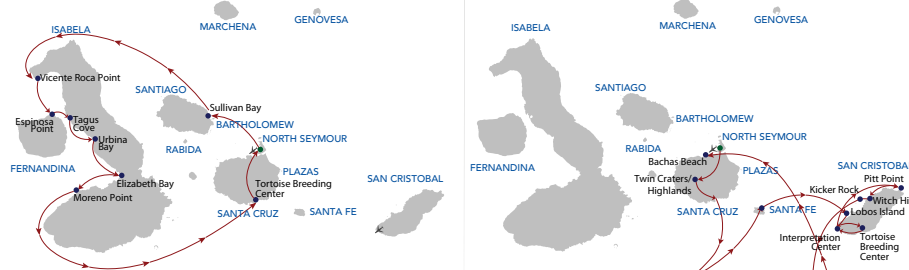 ISABELA
MARCHENA
GENOVESA
Vicente Roca Point
SANTIAGO
Sullivan Bay
Espinosa
Point
Tagus
Cove
BARTHOLOMEW
Urbina
Bay
NORTH SEYMOUR
RABIDA
FERNANDINA
PLAZAS
Elizabeth Bay
Tortoise Breeding
Center
Moreno Point
SAN CRISTOBAL
SANTA CRUZ
SANTA FE
ISABELA
MARCHENA
GENOVESA
SANTIAGO
BARTHOLOMEW
NORTH SEYMOUR
RABIDA
Bachas Beach
FERNANDINA
PLAZAS
SAN CRISTOBA
Twin Craters/
Highlands
Pitt Point
Kicker Rock
Witch Hi
SANTA CRUZ
SANTA FE
Lobos Island
Interpretation
Center
Tortoise
Breeding
Center